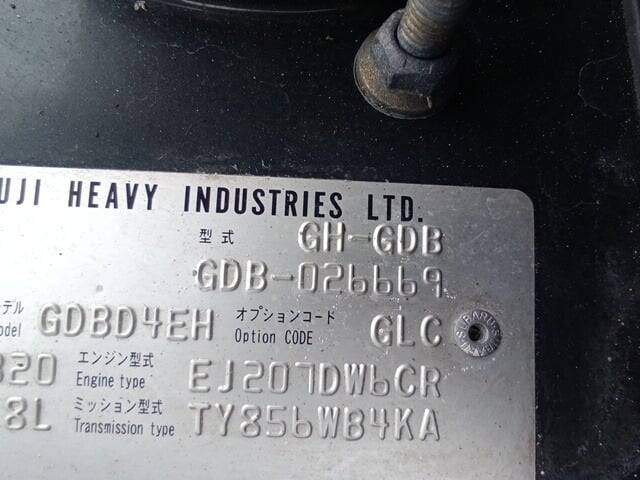 UJI HEAVY INDUSTRIES LTD.
型式 GH-GDB
GDB-026669
デル
odel GDBD4EH オプションコード
Option CODE GLC
820 エンジン型式
Engine type EJ207DW6CR
8L ミッション型式
Transmission type TY856WB4KA